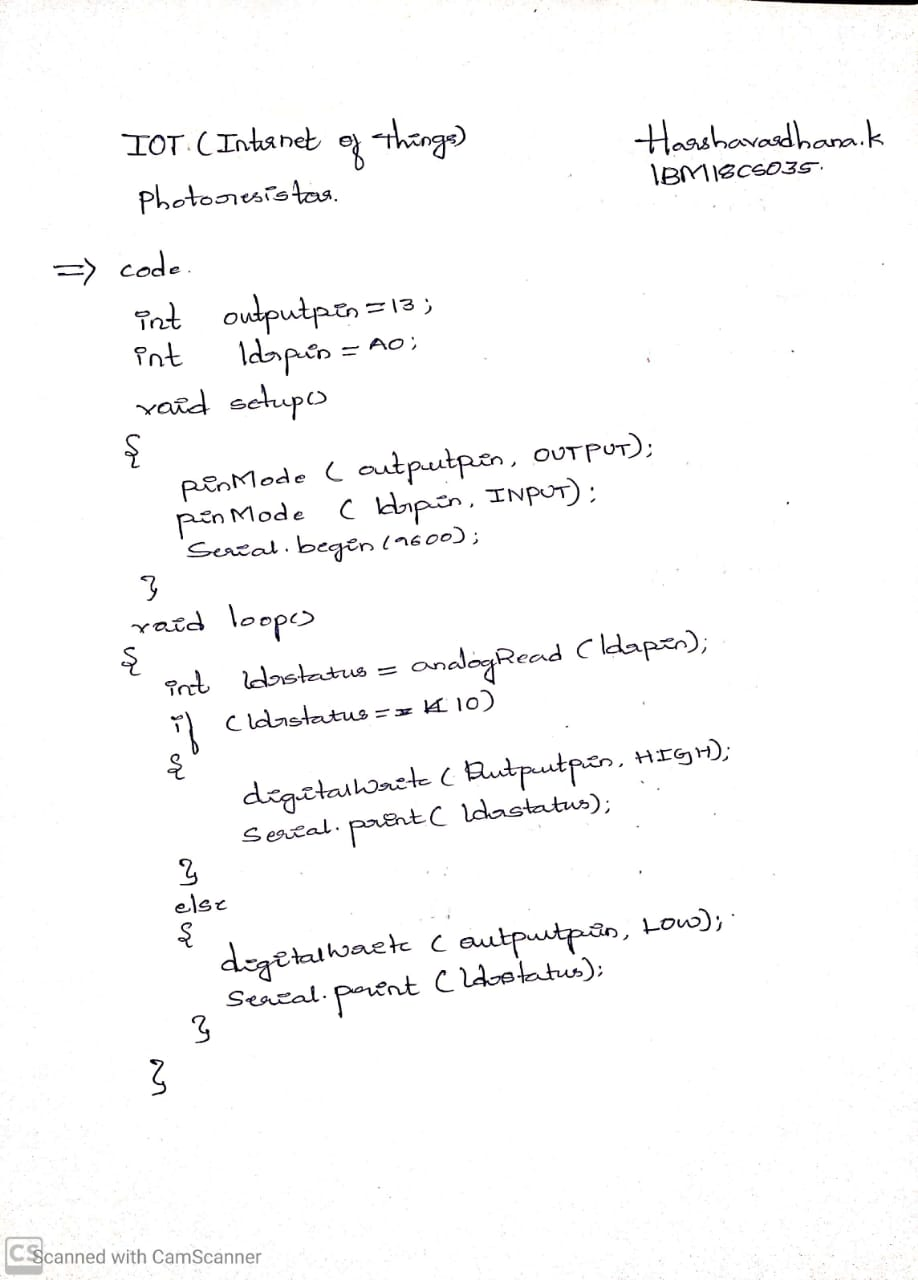 IOT. (Internet of things)
Harshavardhana.k
1BM18CS035.
Photoresistor.
=> code.
int outputpin = 13;
int ldrpin = A0;
void setup()
{
pinMode ( outputpin, OUTPUT);
pinMode ( ldrpin, INPUT);
Serial.begin(9600);
}
void loop()
{
int ldrstatus = analogRead (ldrpin);
if (ldrstatus == 10)
{
digitalWrite ( Outputpin, HIGH);
Serial.print( ldrstatus);
}
else
{
digitalWrite ( outputpin, LOW);
Serial.print (ldrstatus);
}
}
CS Scanned with CamScanner